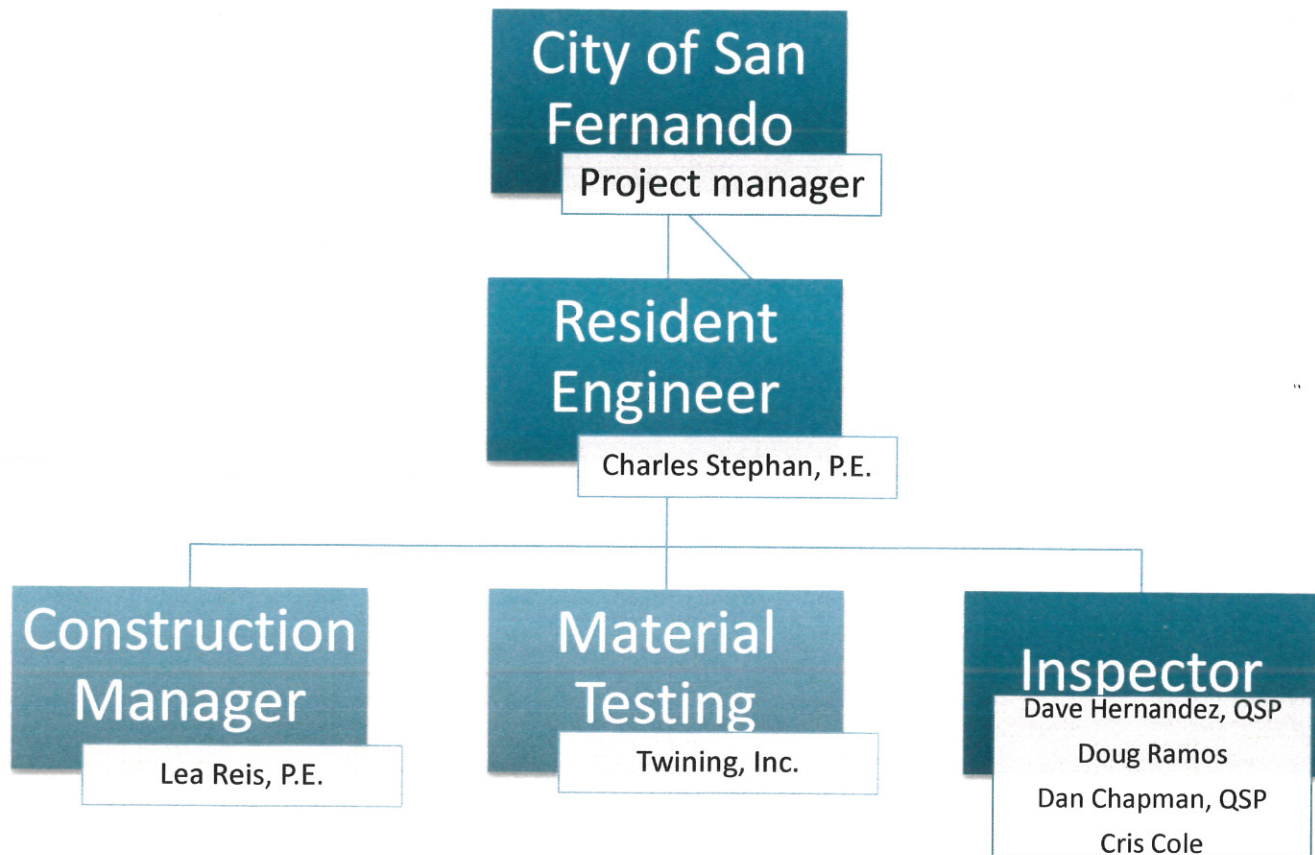 City of San
Fernando
Project manager
Resident
Engineer
Charles Stephan, P.E.
Construction
Manager
Lea Reis, P.E.
Material
Testing
Twining, Inc.
Inspector
Dave Hernandez, QSP
Doug Ramos
Dan Chapman, QSP
Cris Cole